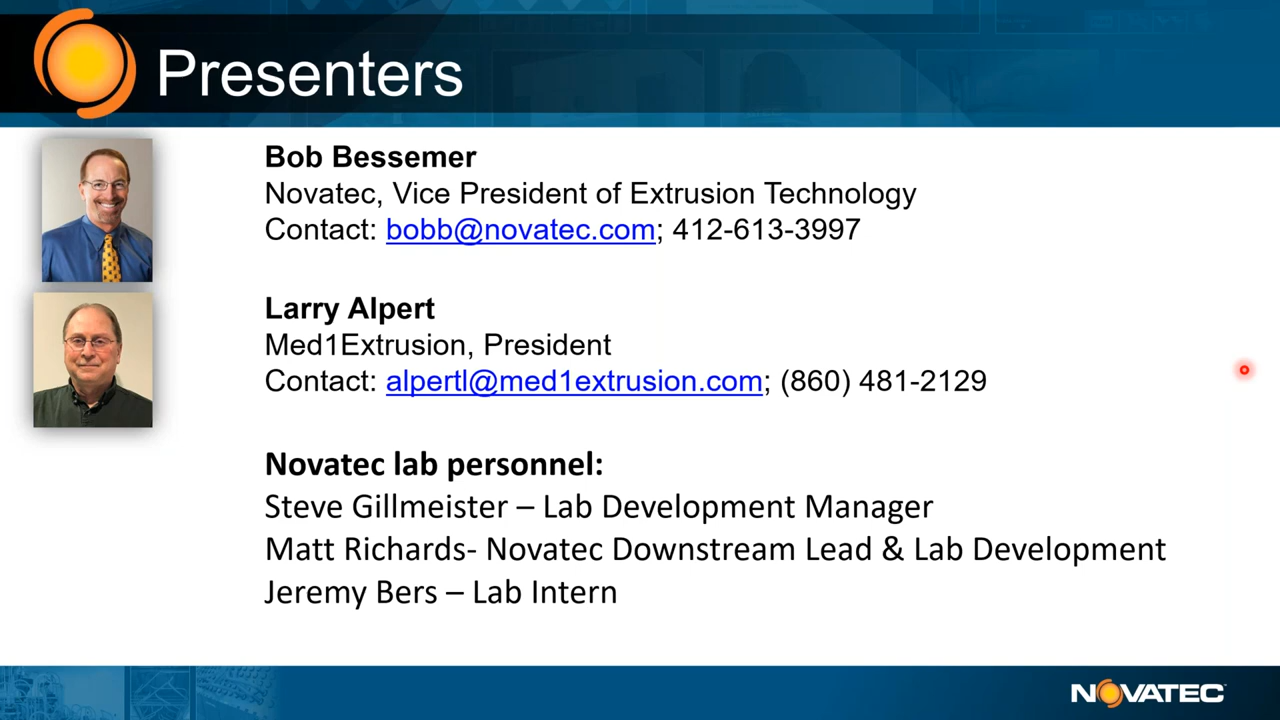 Presenters
Bob Bessemer
Novatec, Vice President of Extrusion Technology
Contact: bobb@novatec.com; 412-613-3997
Larry Alpert
Med1Extrusion, President
Contact: alpertl@med1extrusion.com; (860) 481-2129
Novatec lab personnel:
Steve Gillmeister – Lab Development Manager
Matt Richards- Novatec Downstream Lead & Lab Development
Jeremy Bers – Lab Intern
NOVATEC